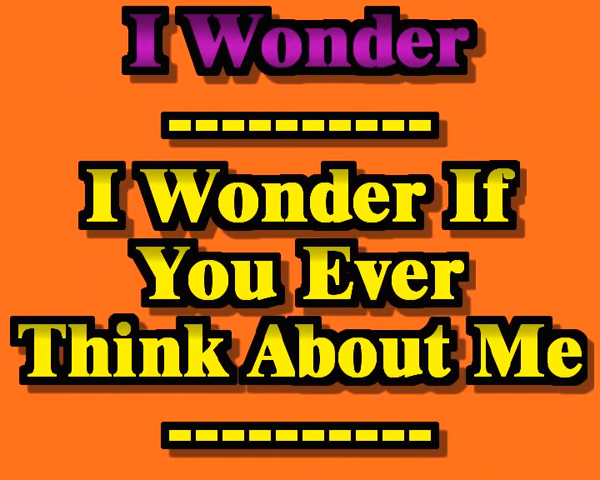 I Wonder
----------
I Wonder If
You Ever
Think About Me
----------